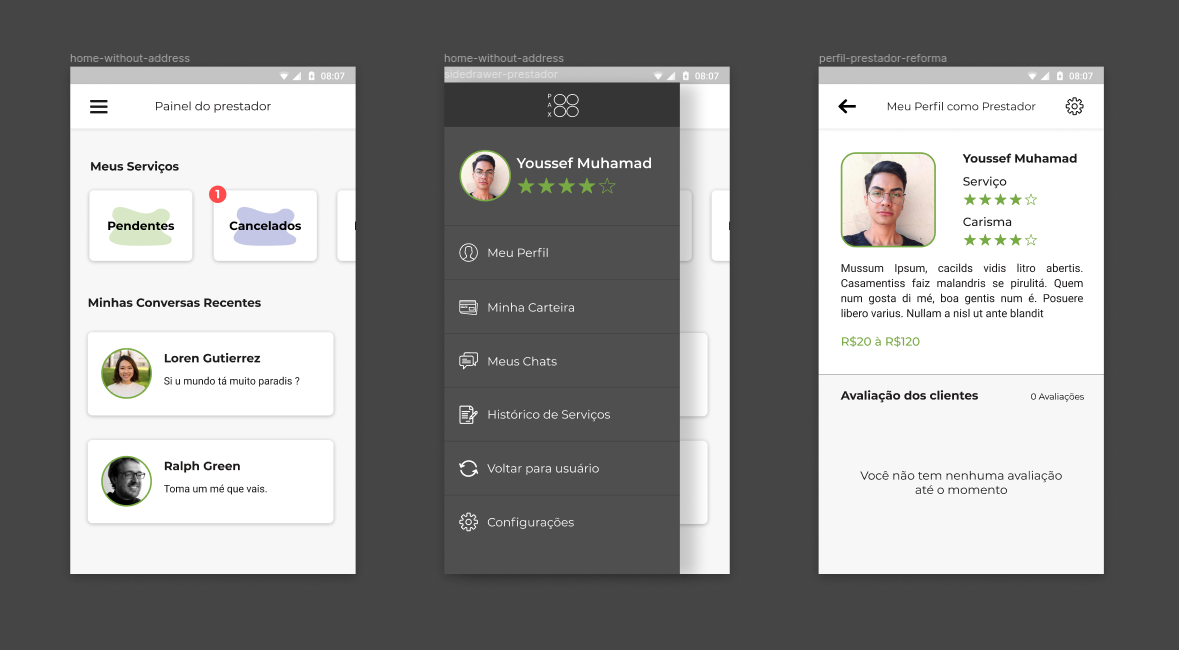 home-without-address
08:07
Painel do prestador
Meus Serviços
Pendentes
1
Cancelados
Minhas Conversas Recentes
Loren Gutierrez
Si u mundo tá muito paradis ?
Ralph Green
Toma um mé que vais.
home-without-address
sidedrawer-prestador
08:07
PAX
Youssef Muhamad
Meu Perfil
Minha Carteira
Meus Chats
Histórico de Serviços
Voltar para usuário
Configurações
perfil-prestador-reforma
08:07
Meu Perfil como Prestador
Youssef Muhamad
Serviço
Carisma
Mussum Ipsum, cacilds vidis litro abertis.
Casamentiss faiz malandris se pirulitá. Quem
num gosta di mé, boa gentis num é. Posuere
libero varius. Nullam a nisl ut ante blandit
R$20 à R$120
Avaliação dos clientes
0 Avaliações
Você não tem nenhuma avaliação
até o momento